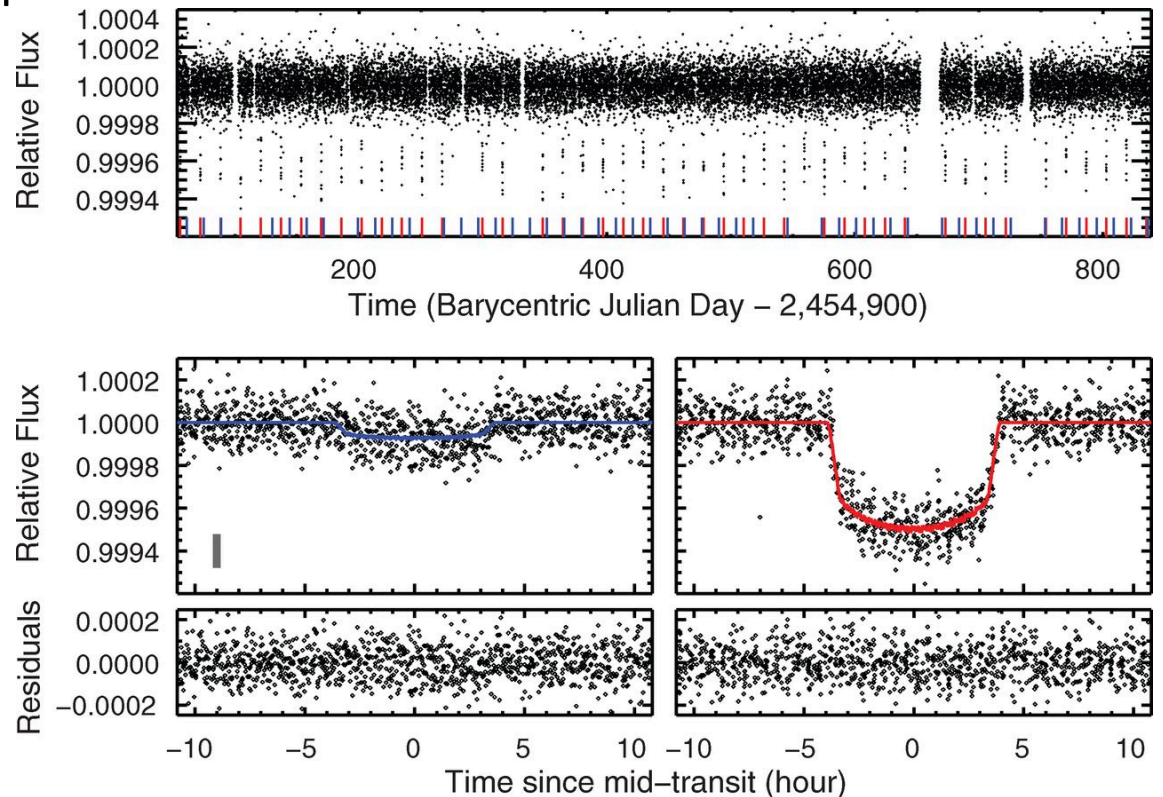 Relative Flux
1.0004
1.0002
1.0000
0.9998
0.9996
0.9994
200 400 600 800
Time (Barycentric Julian Day − 2,454,900)
Relative Flux
1.0002
1.0000
0.9998
0.9996
0.9994
Residuals
0.0002
0.0000
−0.0002
−10 −5 0 5 10 −10 −5 0 5 10
Time since mid−transit (hour)